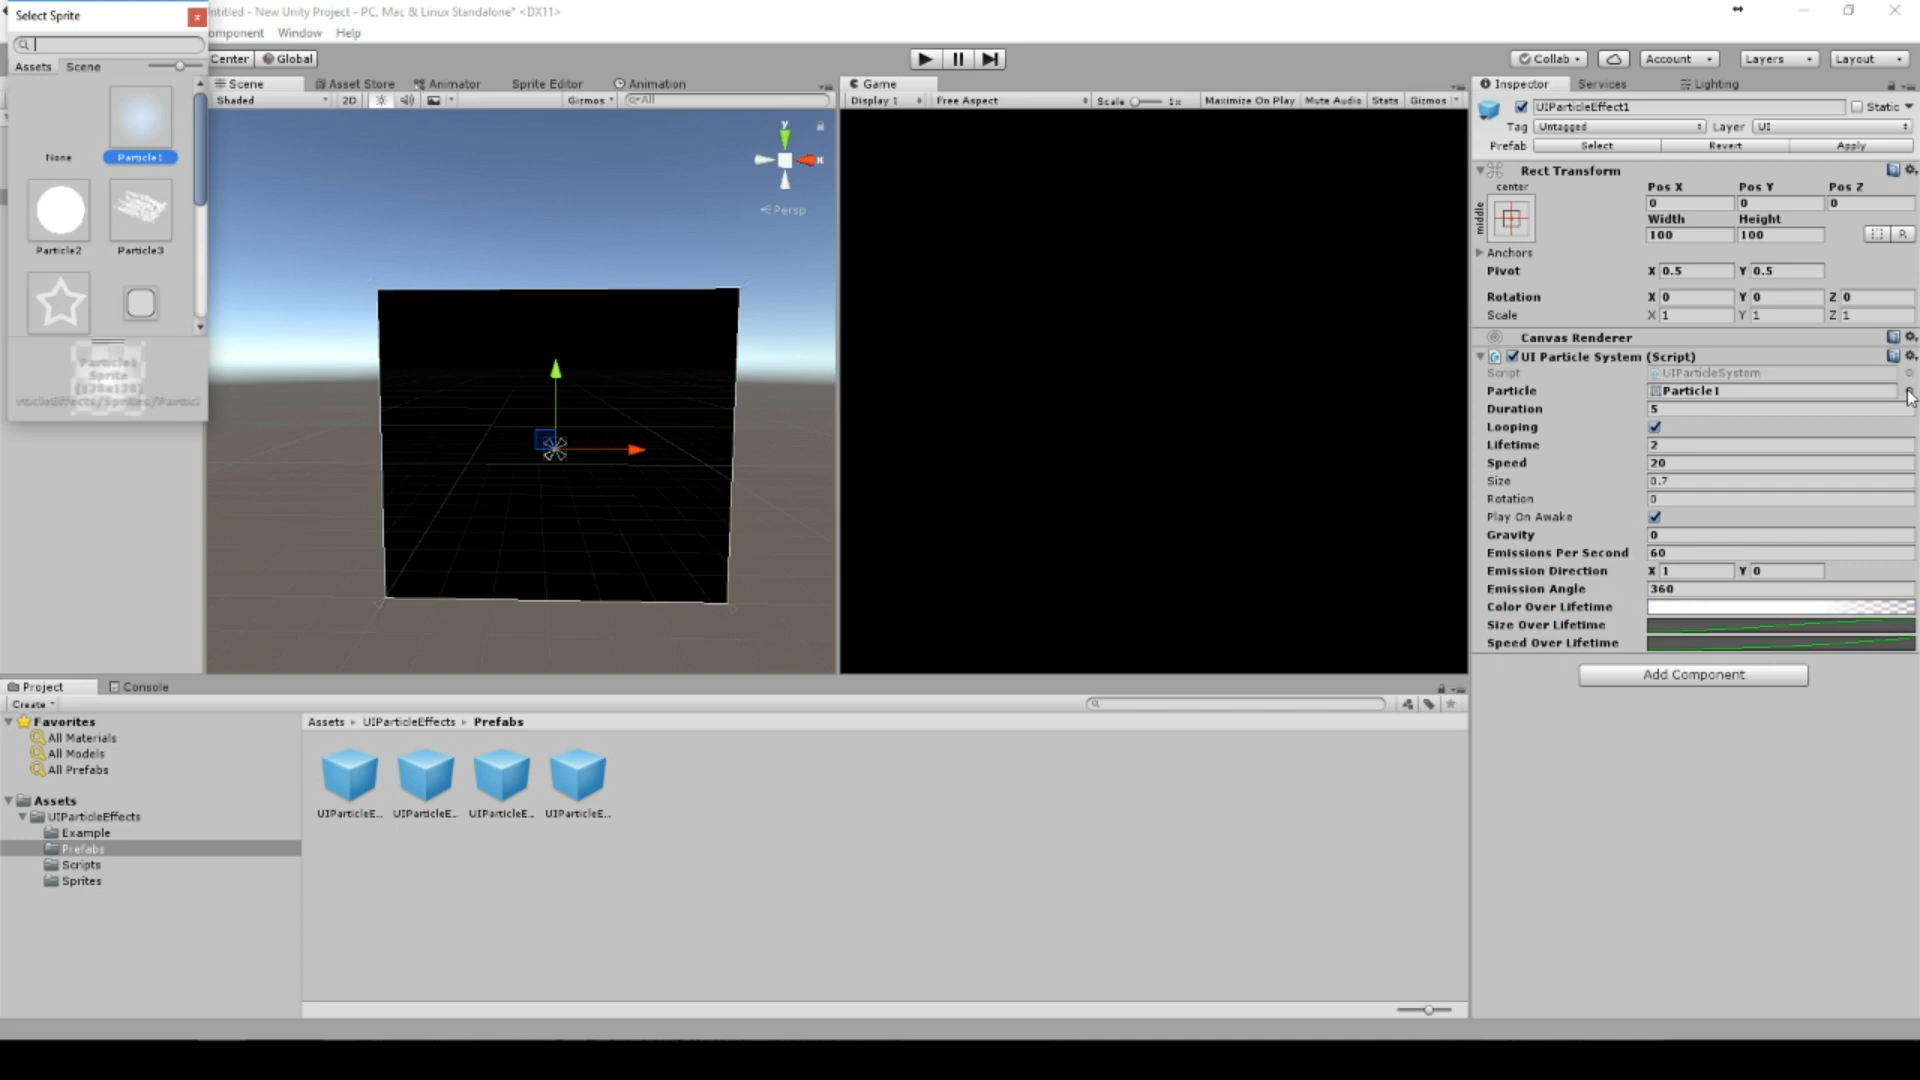 Select Sprite
ntitled - New Unity Project - PC, Mac & Linux Standalone* <DX11>
omponent Window Help
Assets Scene
None
Particle1
Particle2
Particle3
Particle1
Sprite
(128x128)
Center Global
Collab Account Layers Layout
Scene Asset Store Animator Sprite Editor Animation
Shaded 2D Gizmos All
y
x
Persp
Game
Display 1 Free Aspect Scale 1x Maximize On Play Mute Audio Stats Gizmos
Inspector Services Lighting
UIParticleEffect1 Static
Tag Untagged Layer UI
Prefab Select Revert Apply
Rect Transform
center
middle
Pos X Pos Y Pos Z
0 0 0
Width Height
100 100 R
Anchors
Pivot X 0.5 Y 0.5
Rotation X 0 Y 0 Z 0
Scale X 1 Y 1 Z 1
Canvas Renderer
UI Particle System (Script)
Script UIParticleSystem
Particle Particle1
Duration 5
Looping
Lifetime 2
Speed 20
Size 0.7
Rotation 0
Play On Awake
Gravity 0
Emissions Per Second 60
Emission Direction X 1 Y 0
Emission Angle 360
Color Over Lifetime
Size Over Lifetime
Speed Over Lifetime
Add Component
Project Console
Create
Favorites
All Materials
All Models
All Prefabs
Assets
UIParticleEffects
Example
Prefabs
Scripts
Sprites
Assets UIParticleEffects Prefabs
UIParticleE... UIParticleE... UIParticleE... UIParticleE...